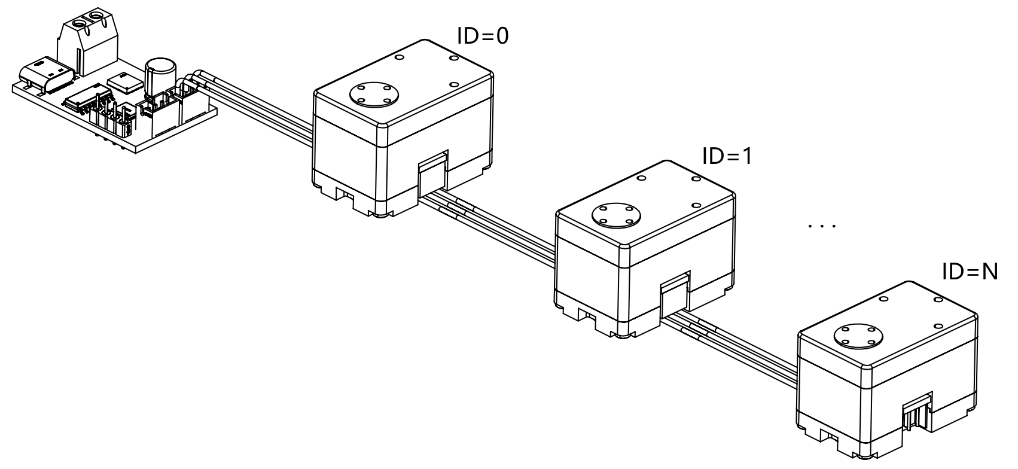 ID=0
ID=1
...
ID=N